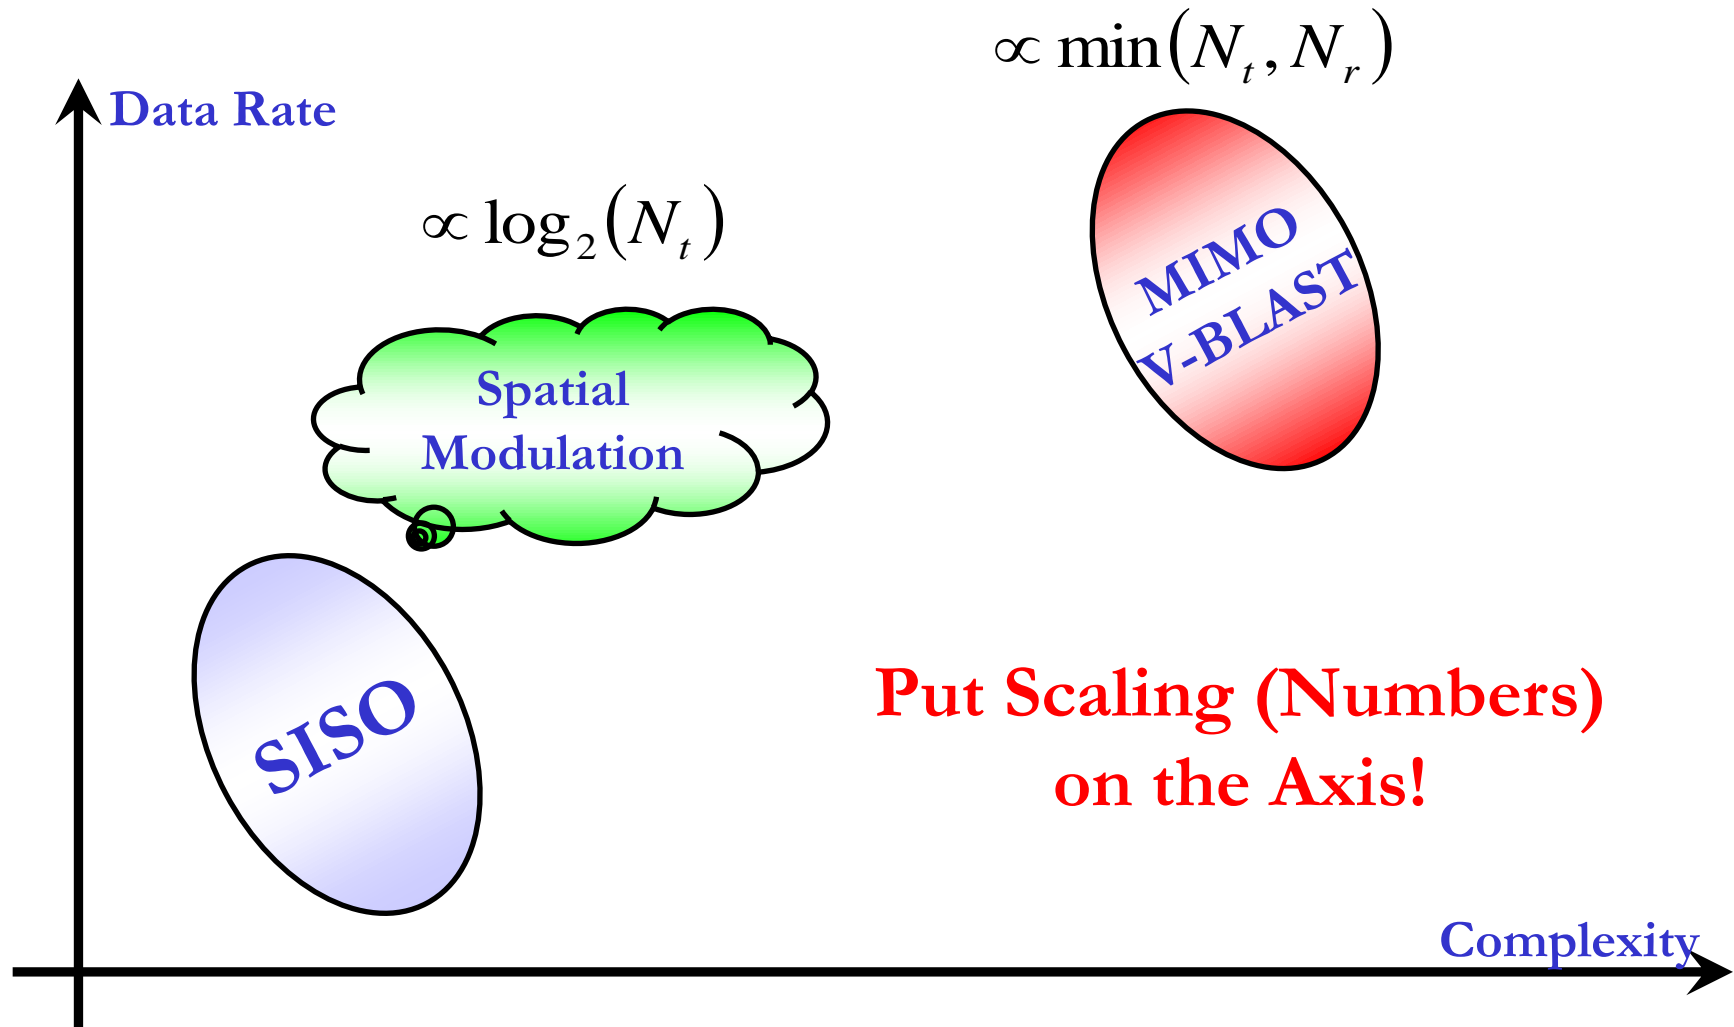 ∝ min(Nₜ, Nᵣ)
Data Rate
∝ log₂(Nₜ)
MIMO
V-BLAST
Spatial
Modulation
SISO
Put Scaling (Numbers)
on the Axis!
Complexity